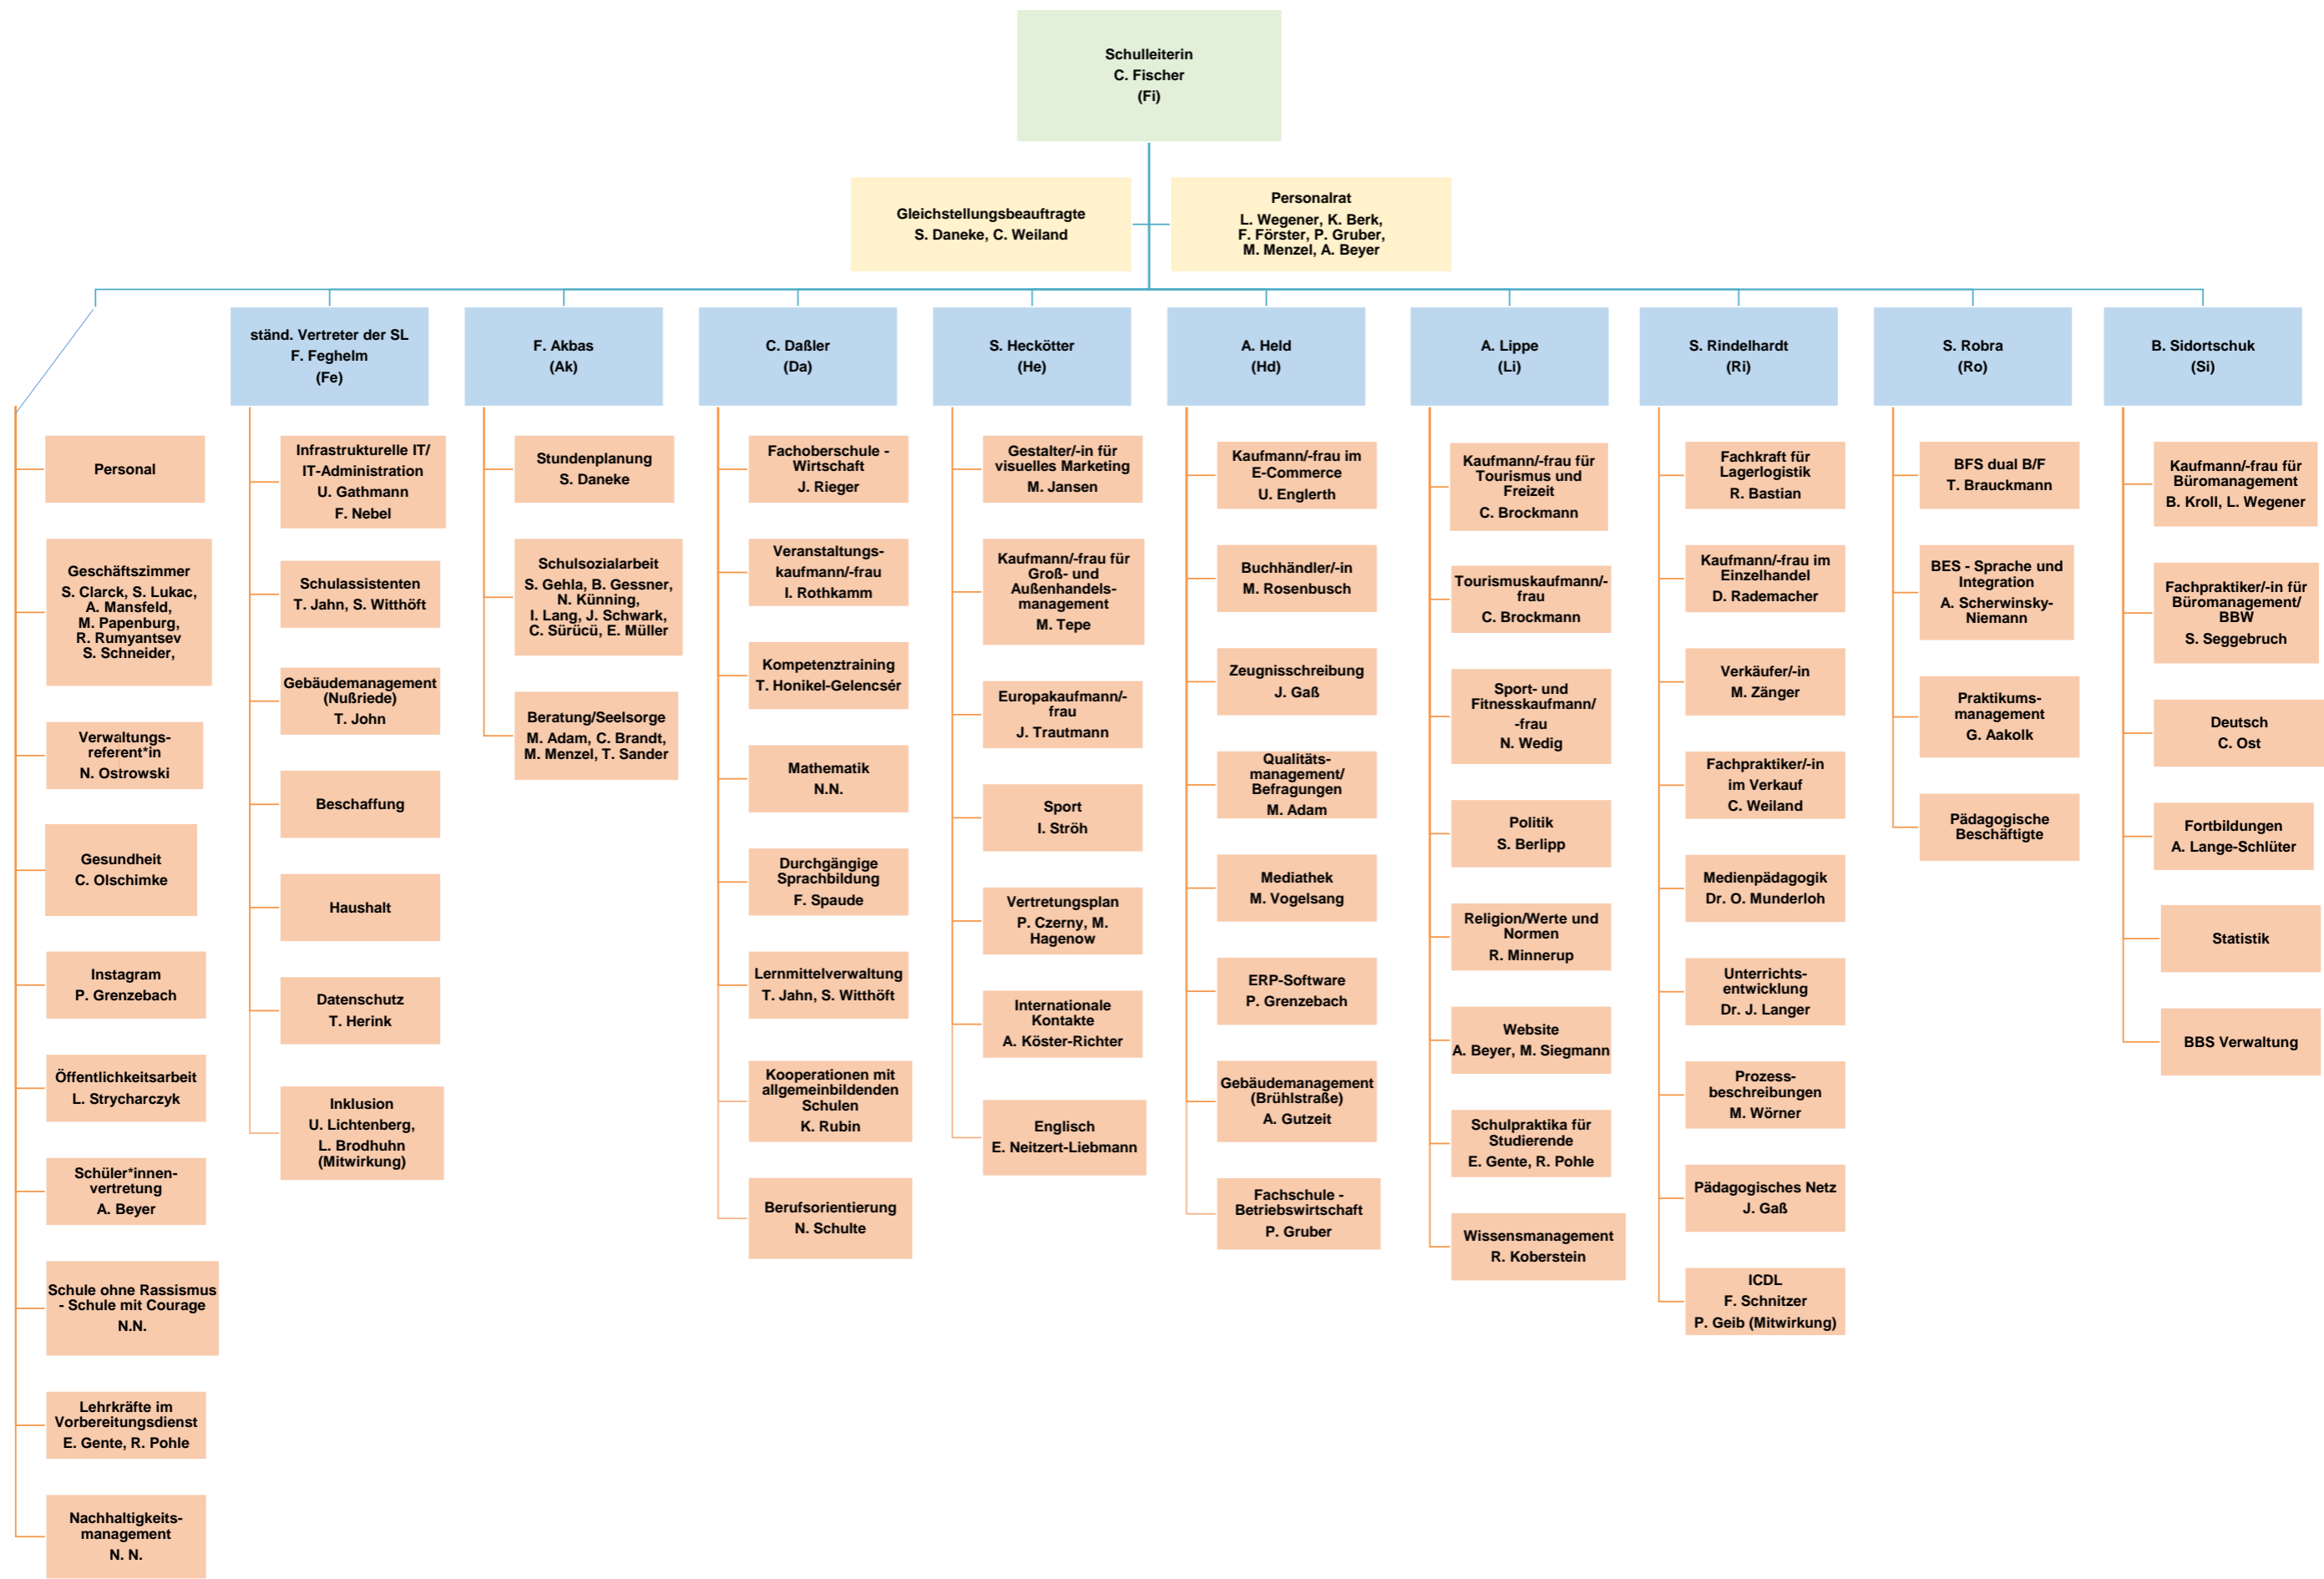 Schulleiterin
C. Fischer
(Fi)
Gleichstellungsbeauftragte
S. Daneke, C. Weiland
Personalrat
L. Wegener, K. Berk,
F. Förster, P. Gruber,
M. Menzel, A. Beyer
Personal
Geschäftszimmer
S. Clarck, S. Lukac,
A. Mansfeld,
M. Papenburg,
R. Rumyantsev
S. Schneider,
Verwaltungs-
referent*in
N. Ostrowski
Gesundheit
C. Olschimke
Instagram
P. Grenzebach
Öffentlichkeitsarbeit
L. Strycharczyk
Schüler*innen-
vertretung
A. Beyer
Schule ohne Rassismus
- Schule mit Courage
N.N.
Lehrkräfte im
Vorbereitungsdienst
E. Gente, R. Pohle
Nachhaltigkeits-
management
N. N.
ständ. Vertreter der SL
F. Feghelm
(Fe)
Infrastrukturelle IT/
IT-Administration
U. Gathmann
F. Nebel
Schulassistenten
T. Jahn, S. Witthöft
Gebäudemanagement
(Nußriede)
T. John
Beschaffung
Haushalt
Datenschutz
T. Herink
Inklusion
U. Lichtenberg,
L. Brodhuhn
(Mitwirkung)
F. Akbas
(Ak)
Stundenplanung
S. Daneke
Schulsozialarbeit
S. Gehla, B. Gessner,
N. Künning,
I. Lang, J. Schwark,
C. Sürücü, E. Müller
Beratung/Seelsorge
M. Adam, C. Brandt,
M. Menzel, T. Sander
C. Daßler
(Da)
Fachoberschule -
Wirtschaft
J. Rieger
Veranstaltungs-
kaufmann/-frau
I. Rothkamm
Kompetenztraining
T. Honikel-Gelencsér
Mathematik
N.N.
Durchgängige
Sprachbildung
F. Spaude
Lernmittelverwaltung
T. Jahn, S. Witthöft
Kooperationen mit
allgemeinbildenden
Schulen
K. Rubin
Berufsorientierung
N. Schulte
S. Heckötter
(He)
Gestalter/-in für
visuelles Marketing
M. Jansen
Kaufmann/-frau für
Groß- und
Außenhandels-
management
M. Tepe
Europakaufmann/-
frau
J. Trautmann
Sport
I. Ströh
Vertretungsplan
P. Czerny, M.
Hagenow
Internationale
Kontakte
A. Köster-Richter
Englisch
E. Neitzert-Liebmann
A. Held
(Hd)
Kaufmann/-frau im
E-Commerce
U. Englerth
Buchhändler/-in
M. Rosenbusch
Zeugnisschreibung
J. Gaß
Qualitäts-
management/
Befragungen
M. Adam
Mediathek
M. Vogelsang
ERP-Software
P. Grenzebach
Gebäudemanagement
(Brühlstraße)
A. Gutzeit
Fachschule -
Betriebswirtschaft
P. Gruber
A. Lippe
(Li)
Kaufmann/-frau für
Tourismus und
Freizeit
C. Brockmann
Tourismuskaufmann/-
frau
C. Brockmann
Sport- und
Fitnesskaufmann/
-frau
N. Wedig
Politik
S. Berlipp
Religion/Werte und
Normen
R. Minnerup
Website
A. Beyer, M. Siegmann
Schulpraktika für
Studierende
E. Gente, R. Pohle
Wissensmanagement
R. Koberstein
S. Rindelhardt
(Ri)
Fachkraft für
Lagerlogistik
R. Bastian
Kaufmann/-frau im
Einzelhandel
D. Rademacher
Verkäufer/-in
M. Zänger
Fachpraktiker/-in
im Verkauf
C. Weiland
Medienpädagogik
Dr. O. Munderloh
Unterrichts-
entwicklung
Dr. J. Langer
Prozess-
beschreibungen
M. Wörner
Pädagogisches Netz
J. Gaß
ICDL
F. Schnitzer
P. Geib (Mitwirkung)
S. Robra
(Ro)
BFS dual B/F
T. Brauckmann
BES - Sprache und
Integration
A. Scherwinsky-
Niemann
Praktikums-
management
G. Aakolk
Pädagogische
Beschäftigte
B. Sidortschuk
(Si)
Kaufmann/-frau für
Büromanagement
B. Kroll, L. Wegener
Fachpraktiker/-in für
Büromanagement/
BBW
S. Seggebruch
Deutsch
C. Ost
Fortbildungen
A. Lange-Schlüter
Statistik
BBS Verwaltung